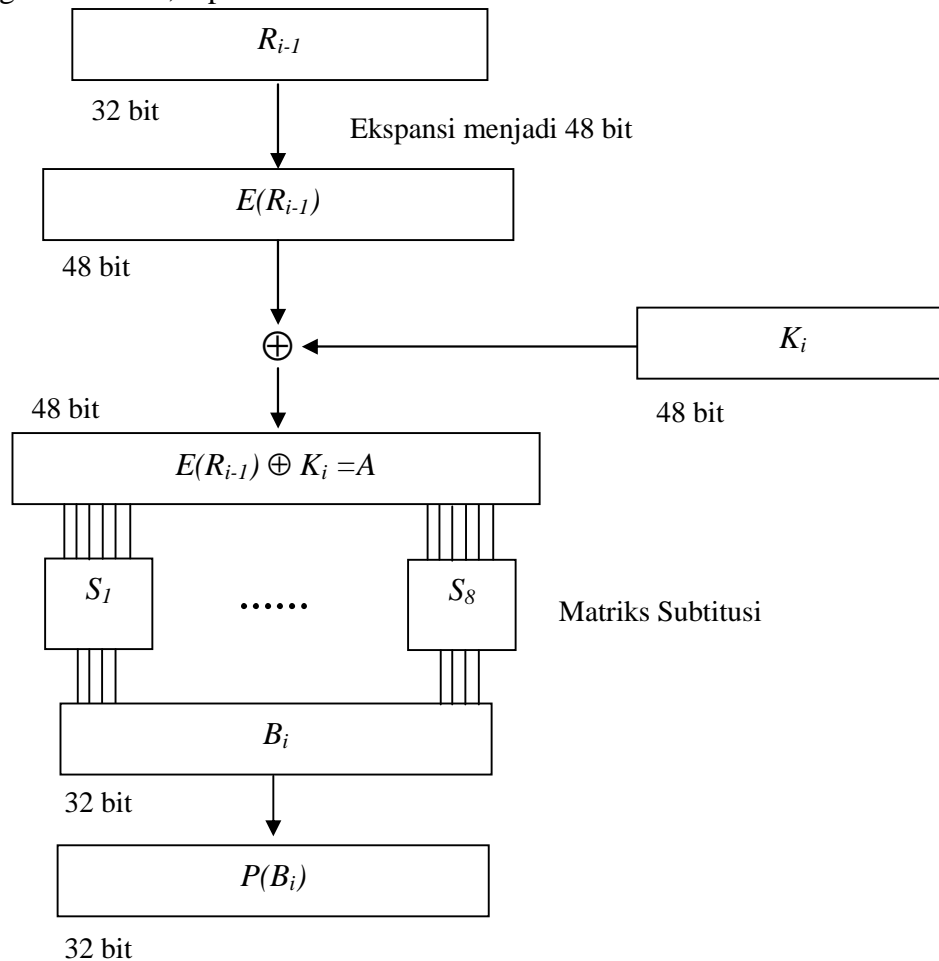 R_{i-1}
32 bit
Ekspansi menjadi 48 bit
E(R_{i-1})
48 bit
⊕
K_i
48 bit
48 bit
E(R_{i-1}) ⊕ K_i =A
S_1 ...... S_8
Matriks Subtitusi
B_i
32 bit
P(B_i)
32 bit